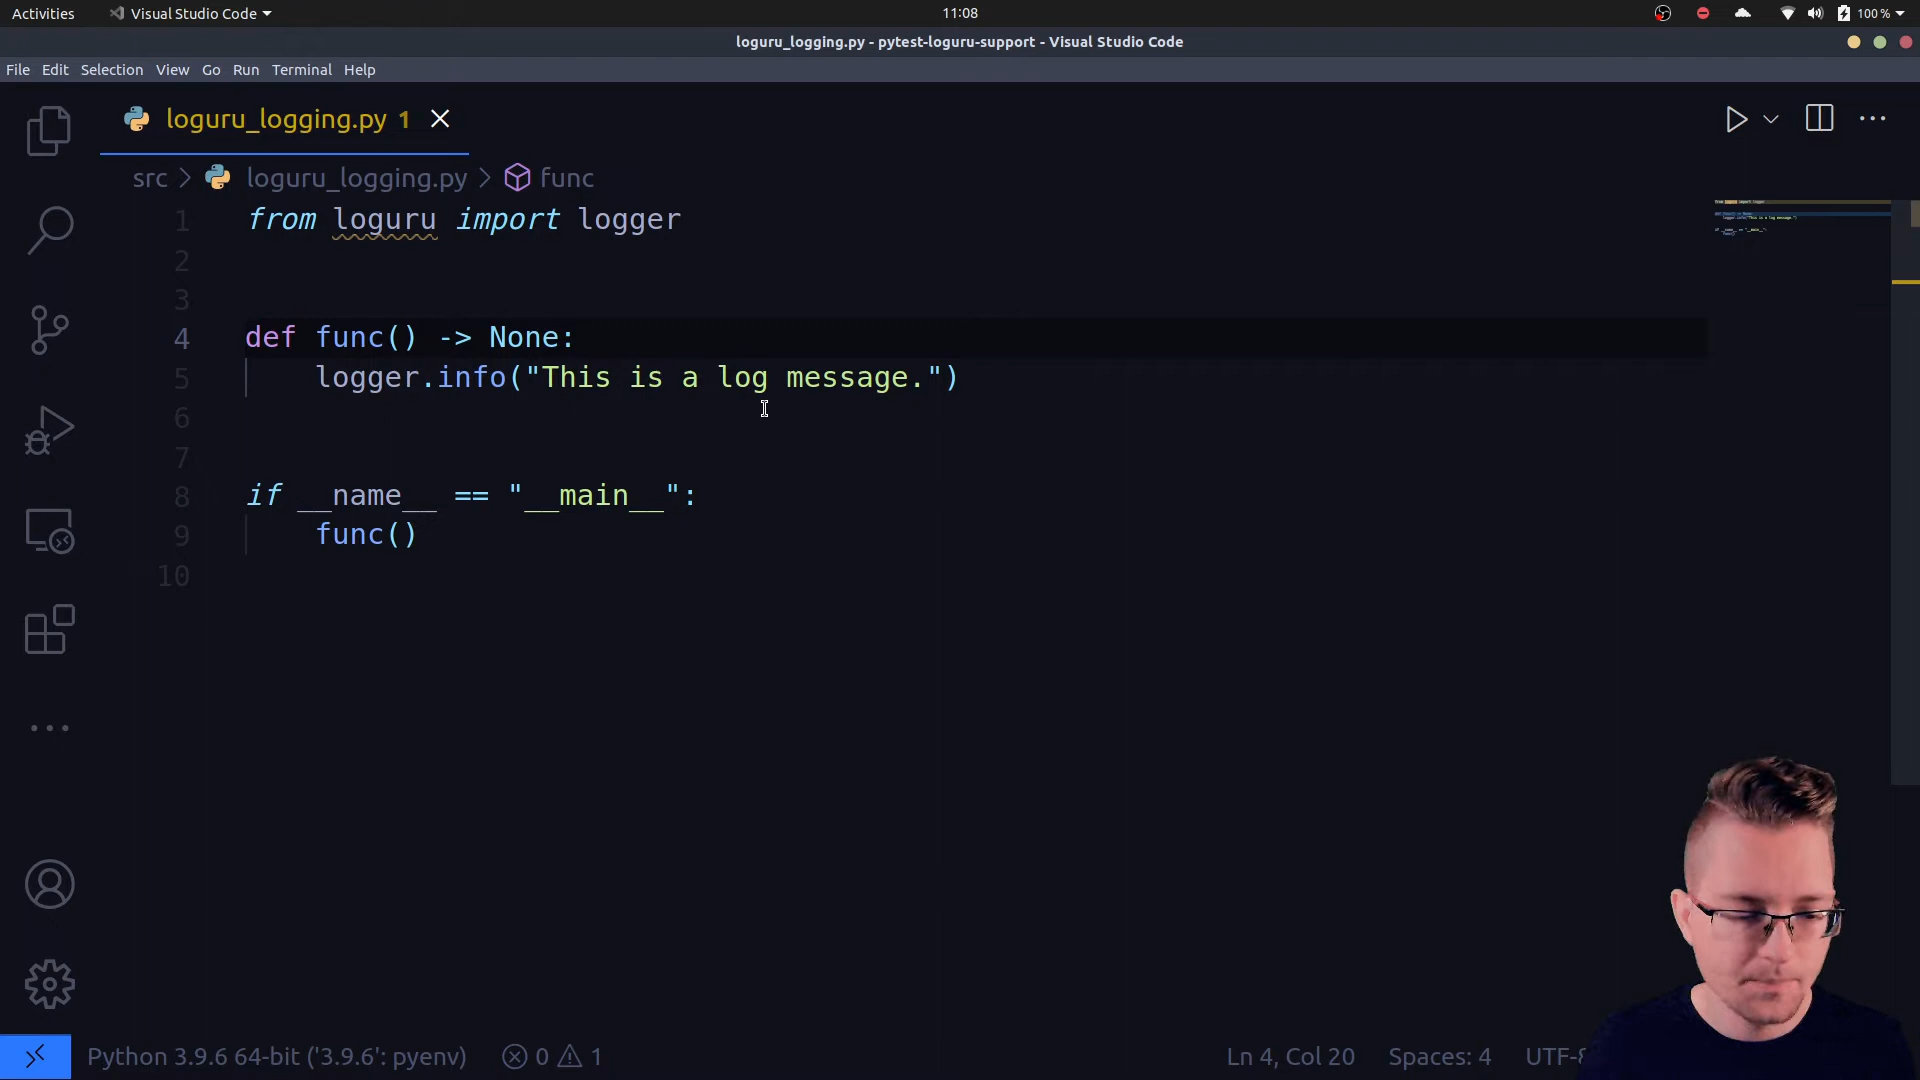 Activities Visual Studio Code 11:08 100 %
loguru_logging.py - pytest-loguru-support - Visual Studio Code
File Edit Selection View Go Run Terminal Help
loguru_logging.py 1
src > loguru_logging.py > func
1 from loguru import logger
2
3
4 def func() -> None:
5     logger.info("This is a log message.")
6
7
8 if __name__ == "__main__":
9     func()
10
Python 3.9.6 64-bit ('3.9.6': pyenv) 0 1 Ln 4, Col 20 Spaces: 4